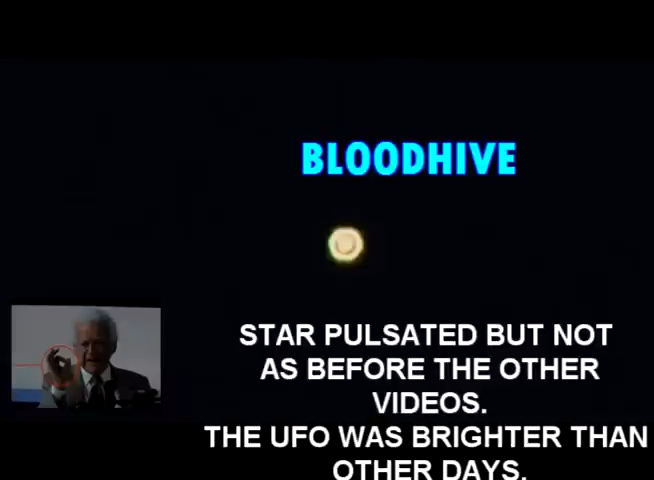 BLOODHIVE
STAR PULSATED BUT NOT
AS BEFORE THE OTHER
VIDEOS.
THE UFO WAS BRIGHTER THAN
OTHER DAYS.